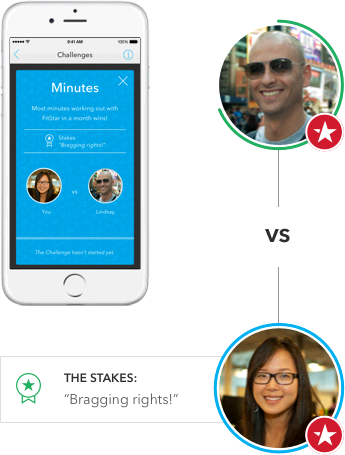 9:41 AM
100%
Challenges
Minutes
Most minutes working out with
FitStar in a month wins!
Stakes
"Bragging rights!"
You
vs
Lindsay
The Challenge hasn't started yet.
VS
THE STAKES:
“Bragging rights!”